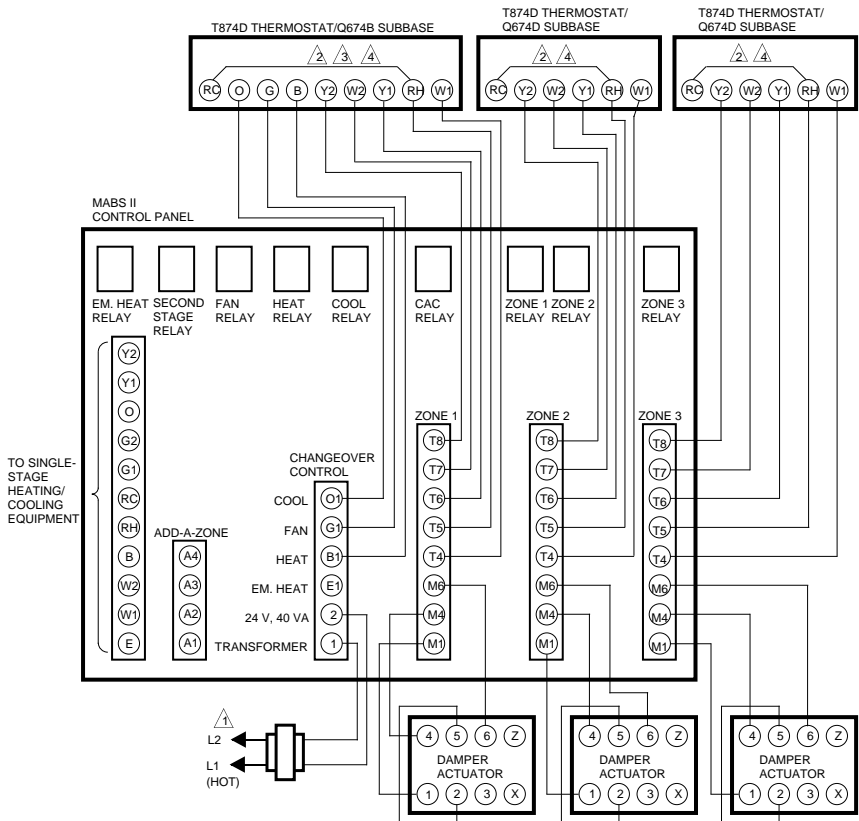 T874D THERMOSTAT/Q674B SUBBASE
T874D THERMOSTAT/
Q674D SUBBASE
T874D THERMOSTAT/
Q674D SUBBASE
2 3 4
2 4
2 4
RC O G B Y2 W2 Y1 RH W1
RC Y2 W2 Y1 RH W1
RC Y2 W2 Y1 RH W1
MABS II
CONTROL PANEL
EM. HEAT
RELAY
SECOND
STAGE
RELAY
FAN
RELAY
HEAT
RELAY
COOL
RELAY
CAC
RELAY
ZONE 1
RELAY
ZONE 2
RELAY
ZONE 3
RELAY
TO SINGLE-
STAGE
HEATING/
COOLING
EQUIPMENT
Y2
Y1
O
G2
G1
RC
RH
B
W2
W1
E
ADD-A-ZONE
A4
A3
A2
A1
CHANGEOVER
CONTROL
COOL O1
FAN G1
HEAT B1
EM. HEAT E1
24 V, 40 VA 2
TRANSFORMER 1
ZONE 1
T8
T7
T6
T5
T4
M6
M4
M1
ZONE 2
T8
T7
T6
T5
T4
M6
M4
M1
ZONE 3
T8
T7
T6
T5
T4
M6
M4
M1
1
L2
L1
(HOT)
4 5 6 Z
DAMPER
ACTUATOR
1 2 3 X
4 5 6 Z
DAMPER
ACTUATOR
1 2 3 X
4 5 6 Z
DAMPER
ACTUATOR
1 2 3 X